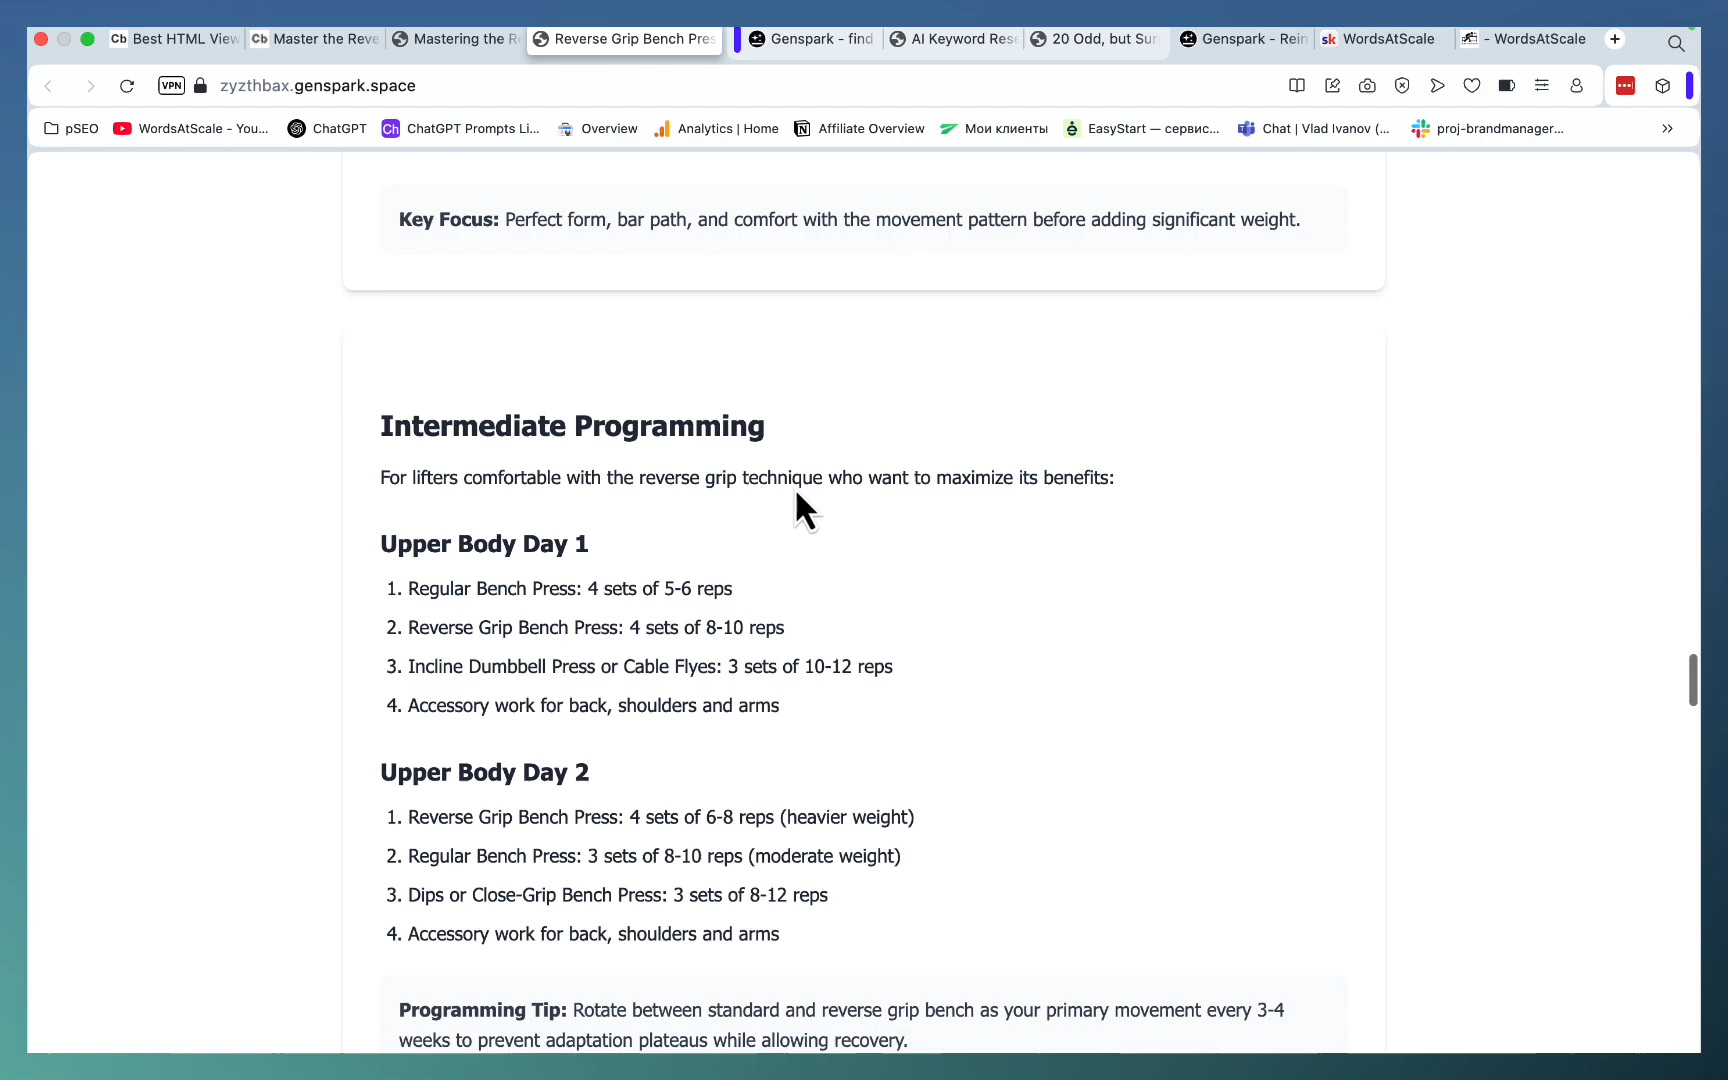 Cb Best HTML View
Cb Master the Reve
Mastering the R
Reverse Grip Bench Pres
Genspark - find
AI Keyword Rese
20 Odd, but Sur
Genspark - Rein
sk WordsAtScale
- WordsAtScale
VPN zyzthbax.genspark.space
pSEO WordsAtScale - You... ChatGPT Ch ChatGPT Prompts Li... Overview Analytics | Home Affiliate Overview Мои клиенты EasyStart — сервис... Chat | Vlad Ivanov (... proj-brandmanager... »
Key Focus: Perfect form, bar path, and comfort with the movement pattern before adding significant weight.
Intermediate Programming
For lifters comfortable with the reverse grip technique who want to maximize its benefits:
Upper Body Day 1
1. Regular Bench Press: 4 sets of 5-6 reps
2. Reverse Grip Bench Press: 4 sets of 8-10 reps
3. Incline Dumbbell Press or Cable Flyes: 3 sets of 10-12 reps
4. Accessory work for back, shoulders and arms
Upper Body Day 2
1. Reverse Grip Bench Press: 4 sets of 6-8 reps (heavier weight)
2. Regular Bench Press: 3 sets of 8-10 reps (moderate weight)
3. Dips or Close-Grip Bench Press: 3 sets of 8-12 reps
4. Accessory work for back, shoulders and arms
Programming Tip: Rotate between standard and reverse grip bench as your primary movement every 3-4
weeks to prevent adaptation plateaus while allowing recovery.